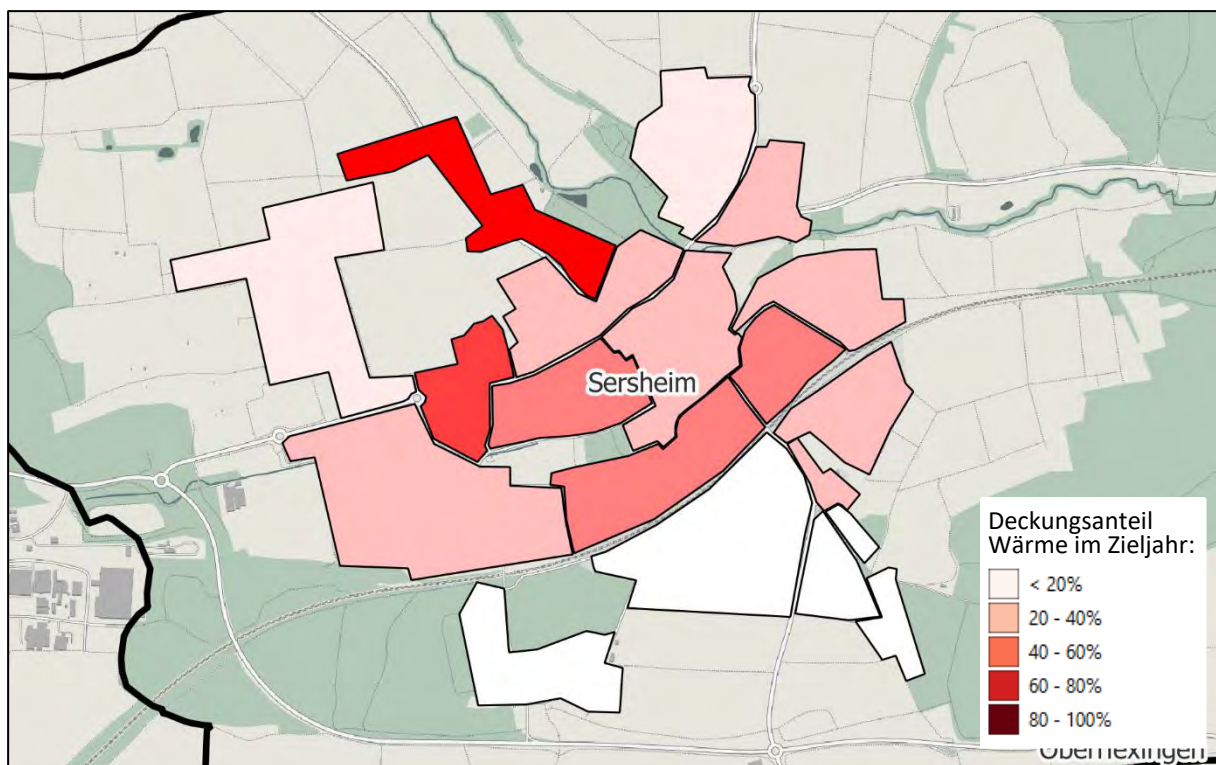 Sersheim
Deckungsanteil
Wärme im Zieljahr:
< 20%
20 - 40%
40 - 60%
60 - 80%
80 - 100%